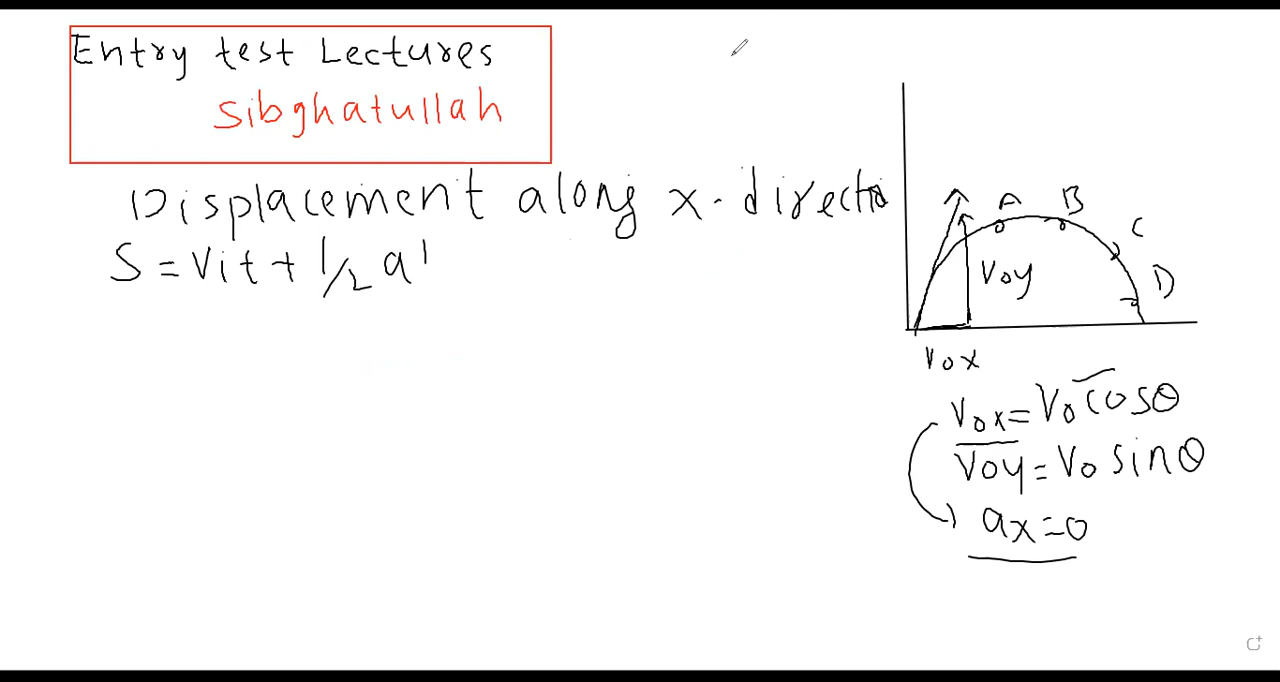 Entry test Lectures
Sibghatullah
Displacement along x-directio
S = Vit + 1/2 a'
A
B
C
D
Voy
Vox
Vox = Vo Cosθ
Voy = Vo Sinθ
ax = 0